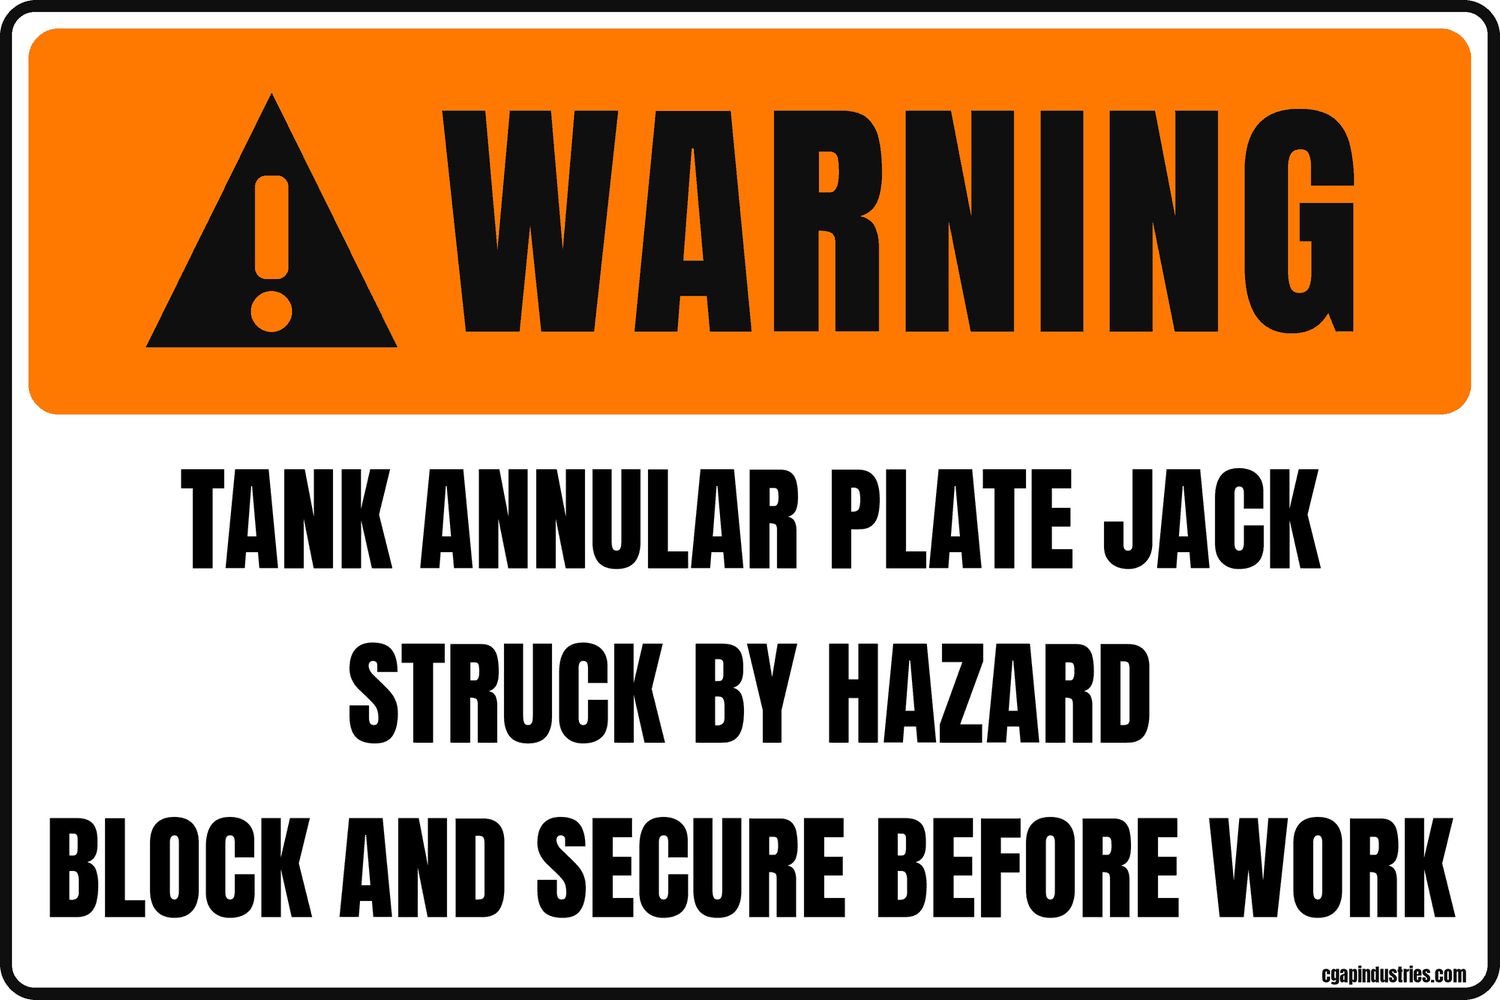 WARNING
TANK ANNULAR PLATE JACK
STRUCK BY HAZARD
BLOCK AND SECURE BEFORE WORK
cgapindustries.com